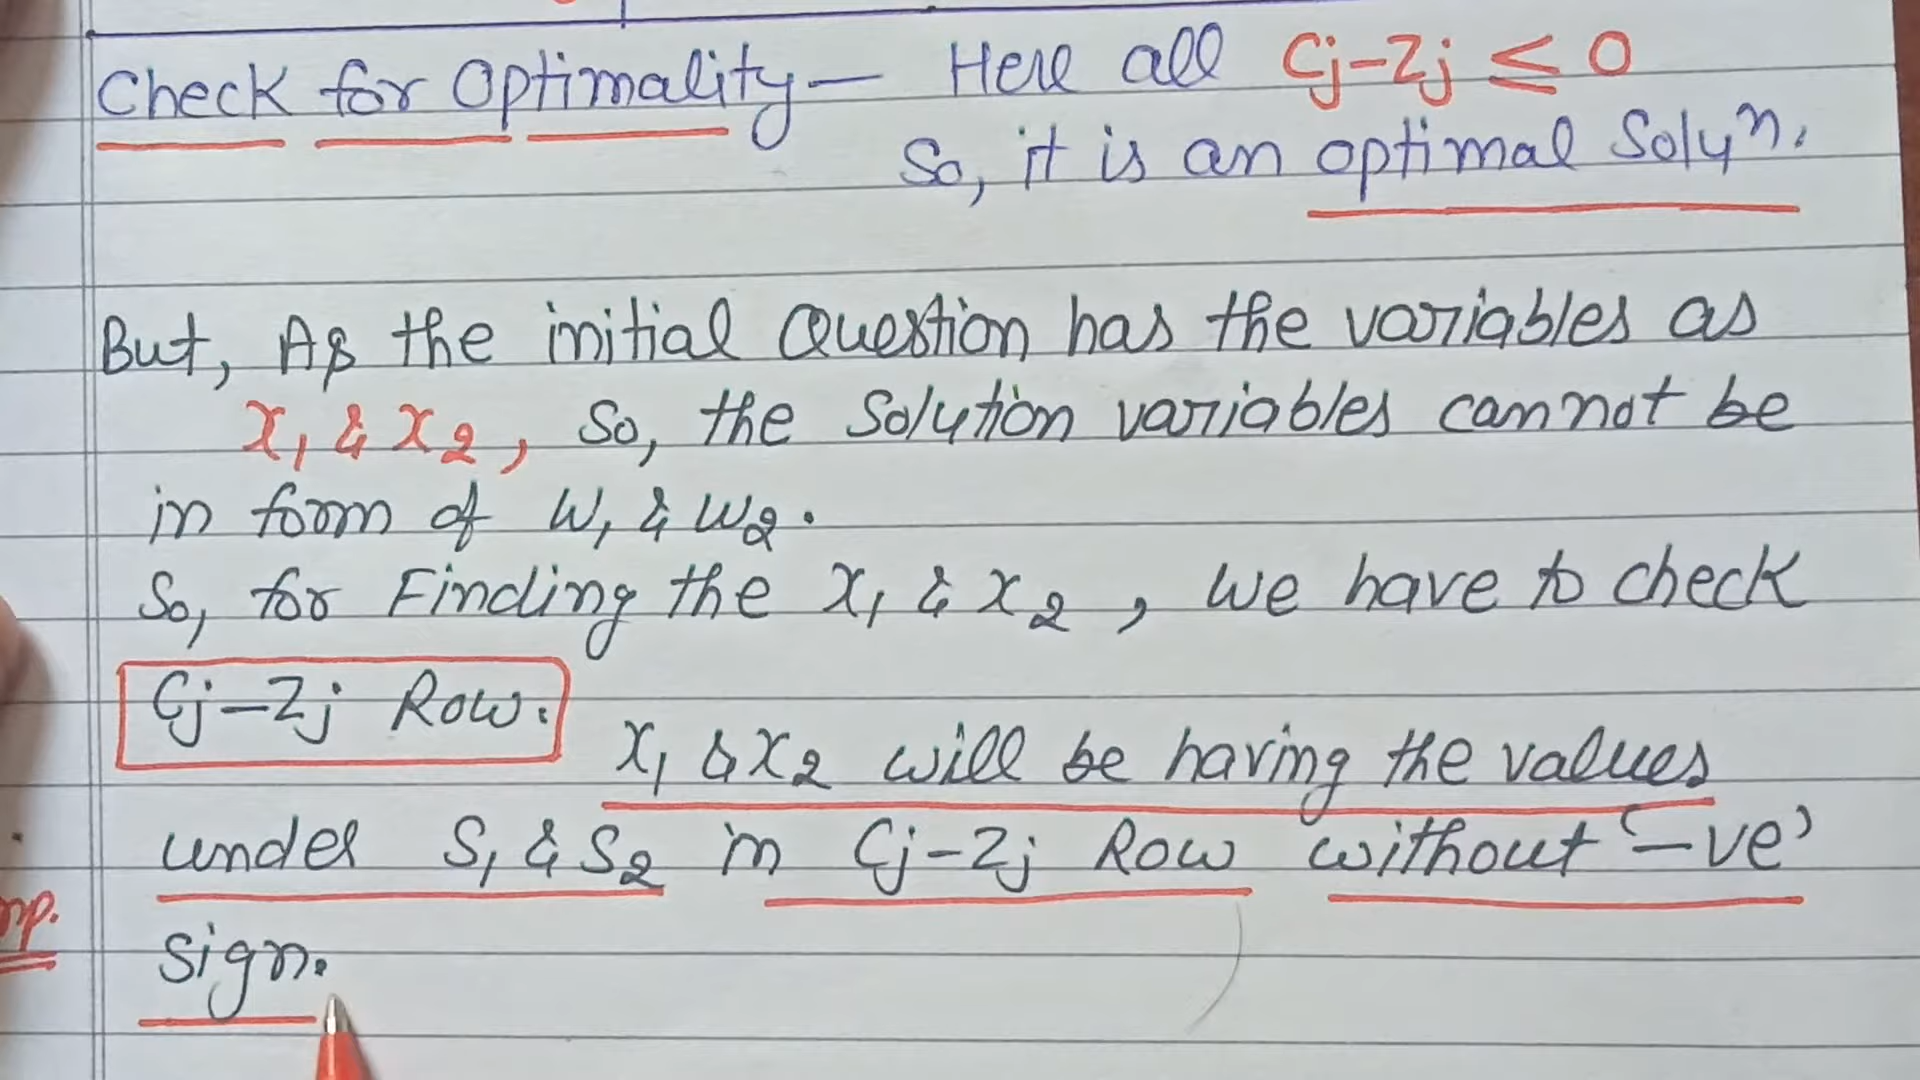 Check for Optimality — Here all Cj-Zj ≤ 0
So, it is an optimal Soluⁿ.
But, As the initial Question has the variables as
x₁ & x₂, So, the Solution variables cannot be
in form of W₁ & W₂.
So, for Finding the x₁ & x₂, we have to check
Cj-Zj Row.
x₁ & x₂ will be having the values
under S₁ & S₂ in Cj-Zj Row without '-ve'
sign.